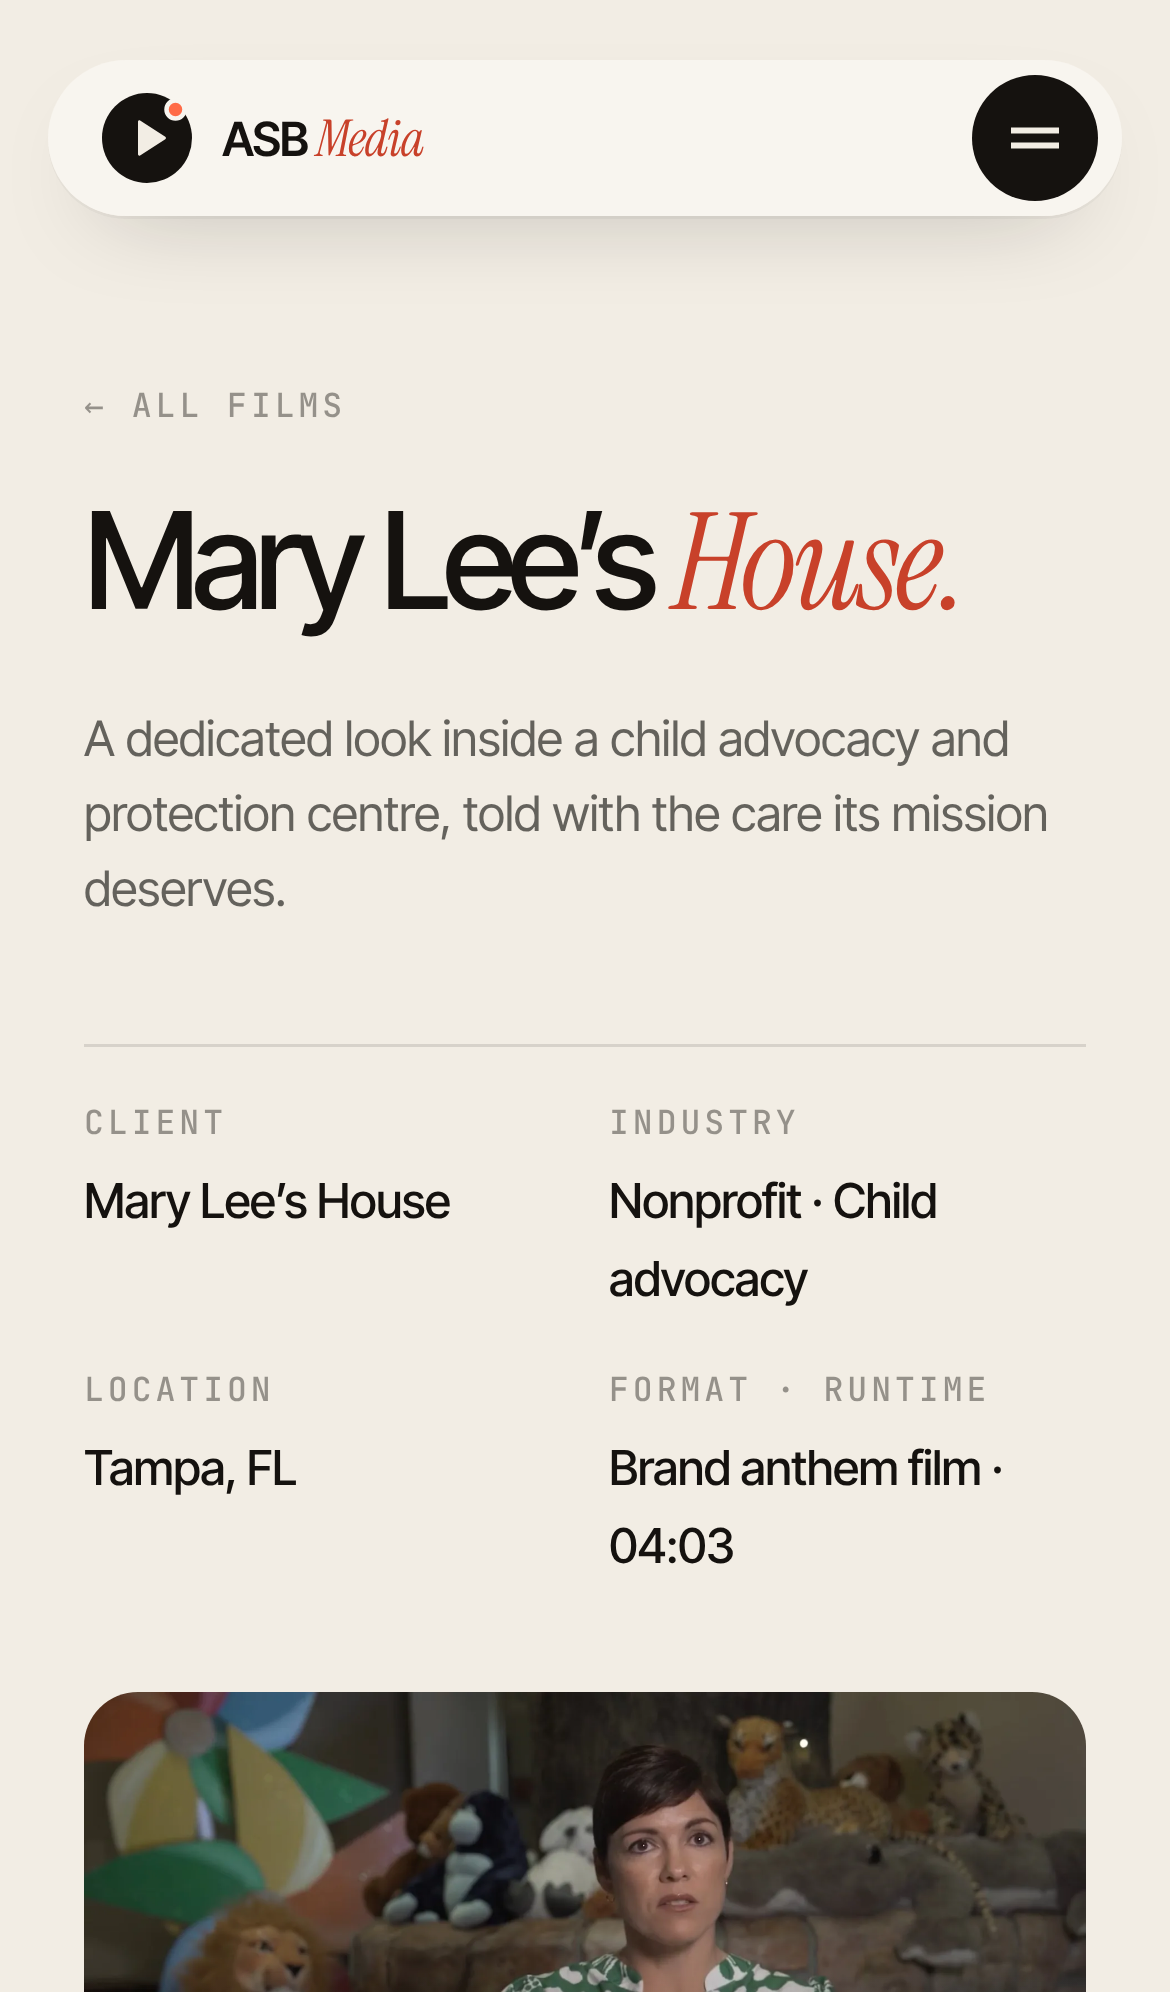 ASB Media
← ALL FILMS
Mary Lee’s House.
A dedicated look inside a child advocacy and
protection centre, told with the care its mission
deserves.
CLIENT
Mary Lee’s House
INDUSTRY
Nonprofit · Child
advocacy
LOCATION
Tampa, FL
FORMAT · RUNTIME
Brand anthem film ·
04:03